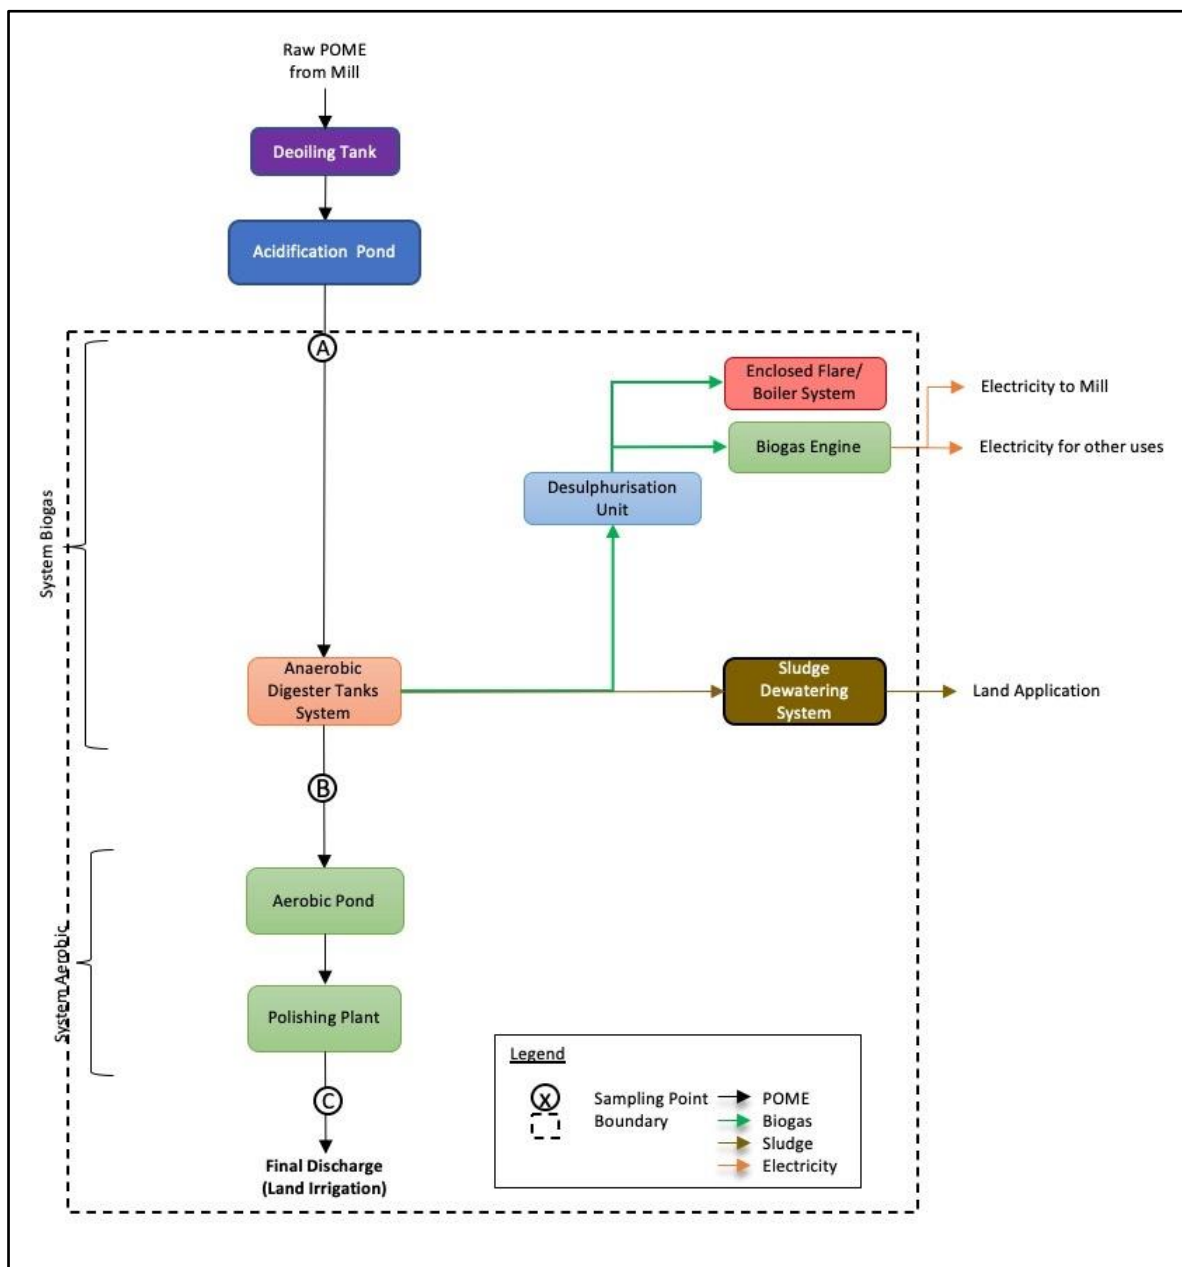 Raw POME
from Mill
Deoiling Tank
Acidification Pond
A
Enclosed Flare/
Boiler System
Electricity to Mill
Biogas Engine
Electricity for other uses
Desulphurisation
Unit
System Biogas
Anaerobic
Digester Tanks
System
Sludge
Dewatering
System
Land Application
B
Aerobic Pond
System Aerobic
Polishing Plant
C
Final Discharge
(Land Irrigation)
Legend
X Sampling Point
Boundary
POME
Biogas
Sludge
Electricity